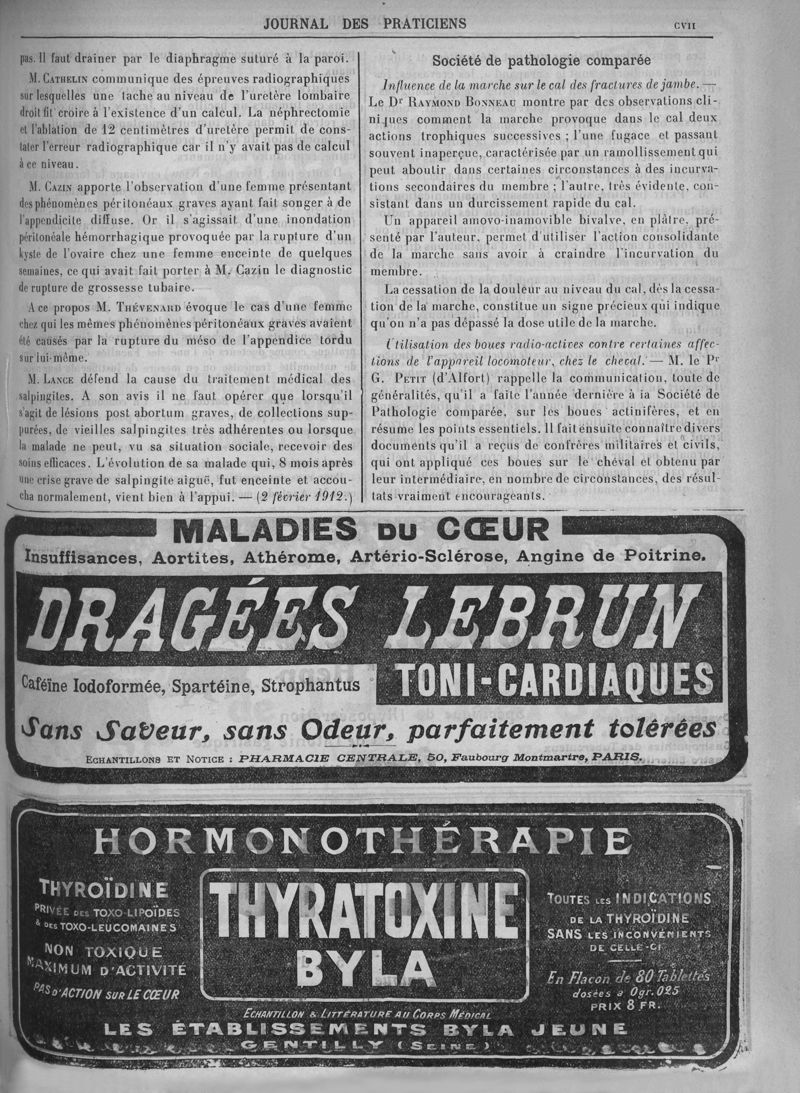 JOURNAL DES PRATICIENS
CVII
pas. Il faut drainer par le diaphragme suturé à la paroi.
M. CATHELIN communique des épreuves radiographiques
sur lesquelles une tache au niveau de l'uretère lombaire
droit fit croire à l'existence d'un calcul. La néphrectomie
et l'ablation de 12 centimètres d'uretère permit de cons-
tater l'erreur radiographique car il n'y avait pas de calcul
à ce niveau.
M. CAZIN apporte l'observation d'une femme présentant
des phénomènes péritonéaux graves ayant fait songer à de
l'appendicite diffuse. Or il s'agissait d'une inondation
péritonéale hémorrhagique provoquée par la rupture d'un
kyste de l'ovaire chez une femme enceinte de quelques
semaines, ce qui avait fait porter à M. Cazin le diagnostic
de rupture de grossesse tubaire.
A ce propos M. THÉVENARD évoque le cas d'une femme
chez qui les mêmes phénomènes péritonéaux graves avaient
été causés par la rupture du méso de l'appendice tordu
sur lui-même.
M. LANCE défend la cause du traitement médical des
salpingites. A son avis il ne faut opérer que lorsqu'il
s'agit de lésions post abortum graves, de collections sup-
purées, de vieilles salpingites très adhérentes ou lorsque
la malade ne peut, vu sa situation sociale, recevoir des
soins efficaces. L'évolution de sa malade qui, 8 mois après
une crise grave de salpingite aiguë, fut enceinte et accou-
cha normalement, vient bien à l'appui. — (2 février 1912.)
Société de pathologie comparée
Influence de la marche sur le cal des fractures de jambe. —
Le Dr RAYMOND BONNEAU montre par des observations cli-
niques comment la marche provoque dans le cal deux
actions trophiques successives ; l'une fugace et passant
souvent inaperçue, caractérisée par un ramollissement qui
peut aboutir dans certaines circonstances à des incurva-
tions secondaires du membre ; l'autre, très évidente, con-
sistant dans un durcissement rapide du cal.
Un appareil amovo-inamovible bivalve, en plâtre, pré-
senté par l'auteur, permet d'utiliser l'action consolidante
de la marche sans avoir à craindre l'incurvation du
membre.
La cessation de la douleur au niveau du cal, dès la cessa-
tion de la marche, constitue un signe précieux qui indique
qu'on n'a pas dépassé la dose utile de la marche.
Utilisation des boues radio-actives contre certaines affec-
tions de l'appareil locomoteur, chez le cheval. — M. le Pr
G. PETIT (d'Alfort) rappelle la communication, toute de
généralités, qu'il a faite l'année dernière à la Société de
Pathologie comparée, sur les boues actinifères, et en
résume les points essentiels. Il fait ensuite connaître divers
documents qu'il a reçus de confrères militaires et civils,
qui ont appliqué ces boues sur le cheval et obtenu par
leur intermédiaire, en nombre de circonstances, des résul-
tats vraiment encourageants.
MALADIES DU CŒUR
Insuffisances, Aortites, Athérome, Artério-Sclérose, Angine de Poitrine.
DRAGÉES LEBRUN
Caféine Iodoformée, Spartéine, Strophantus
TONI-CARDIAQUES
Sans Saveur, sans Odeur, parfaitement tolérées
ECHANTILLONS ET NOTICE : PHARMACIE CENTRALE, 50, Faubourg Montmartre, PARIS.
HORMONOTHÉRAPIE
THYROÏDINE
PRIVÉE DES TOXO-LIPOÏDES
& DES TOXO-LEUCOMAINES
NON TOXIQUE
MAXIMUM D'ACTIVITÉ
PAS D'ACTION SUR LE CŒUR
THYRATOXINE
BYLA
TOUTES LES INDICATIONS
DE LA THYROÏDINE
SANS LES INCONVÉNIENTS
DE CELLE-CI
En Flacon de 80 Tablettes
dosées a 0gr.025
PRIX 8 FR.
ECHANTILLON & LITTÉRATURE AU CORPS MÉDICAL
LES ÉTABLISSEMENTS BYLA JEUNE
GENTILLY (SEINE)